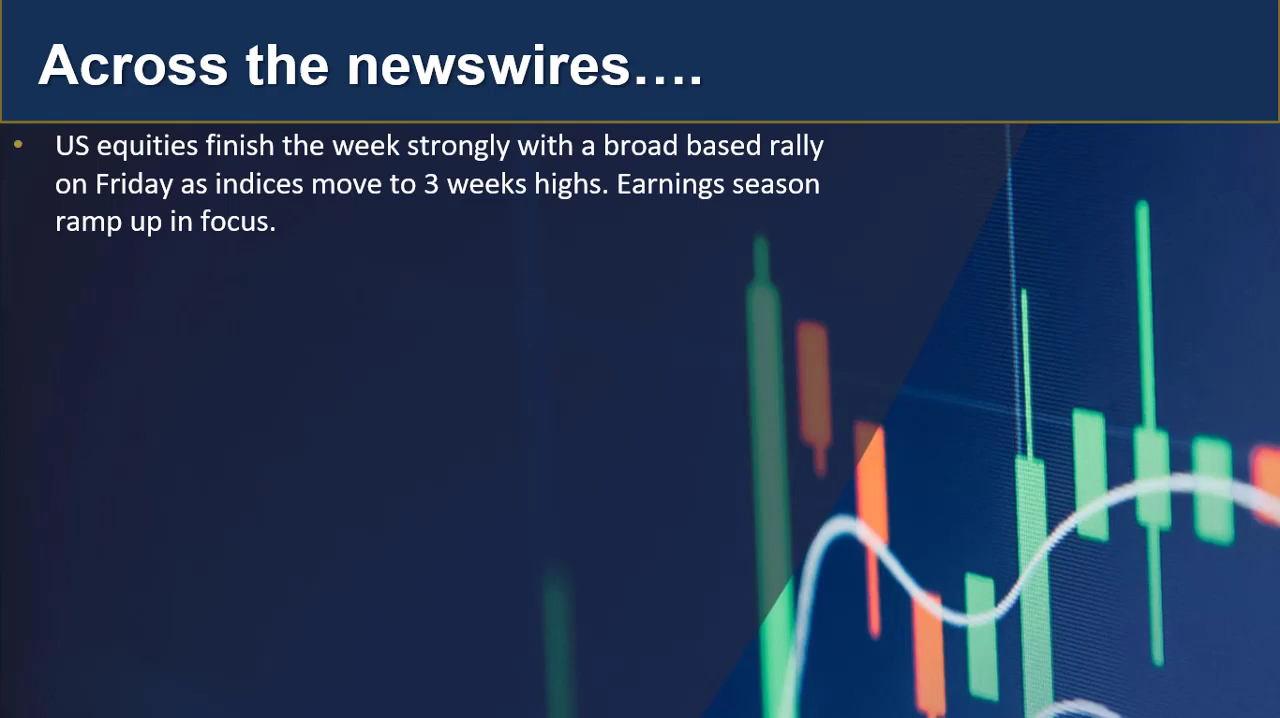 Across the newswires….
• US equities finish the week strongly with a broad based rally
on Friday as indices move to 3 weeks highs. Earnings season
ramp up in focus.